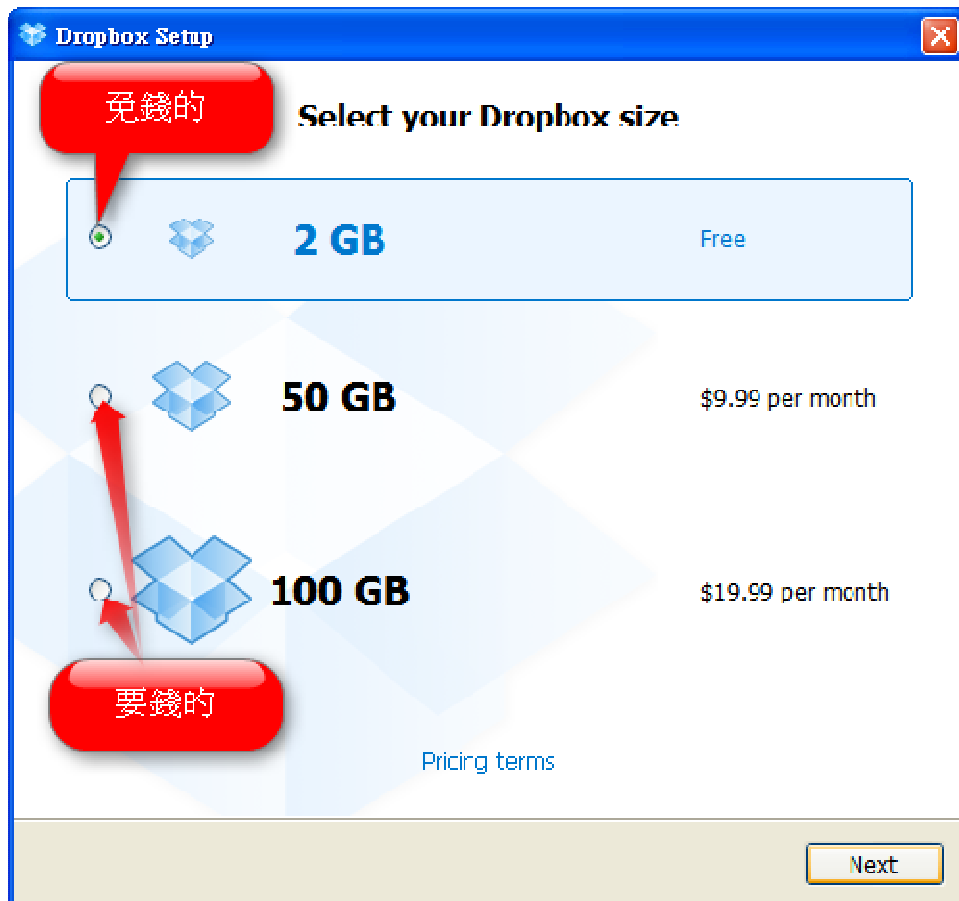 Dropbox Setup
免錢的
Select your Dropbox size
2 GB
Free
50 GB
$9.99 per month
100 GB
$19.99 per month
要錢的
Pricing terms
Next